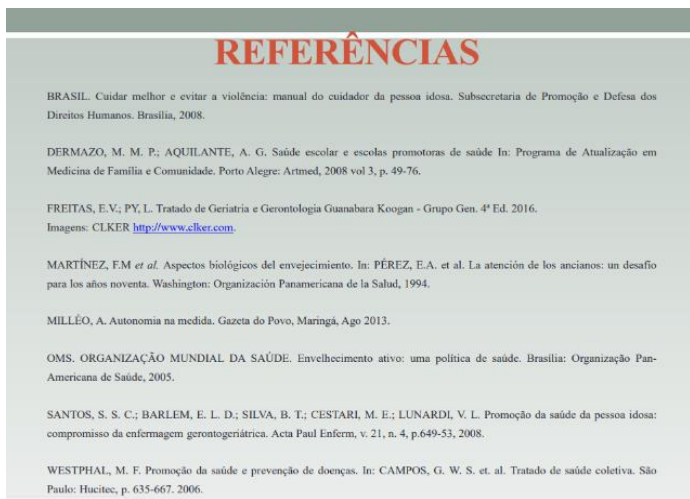 REFERÊNCIAS
BRASIL. Cuidar melhor e evitar a violência: manual do cuidador da pessoa idosa. Subsecretaria de Promoção e Defesa dos
Direitos Humanos. Brasília, 2008.
DERMAZO, M. M. P.; AQUILANTE, A. G. Saúde escolar e escolas promotoras de saúde In: Programa de Atualização em
Medicina de Família e Comunidade. Porto Alegre: Artmed, 2008 vol 3, p. 49-76.
FREITAS, E.V.; PY, L. Tratado de Geriatria e Gerontologia Guanabara Koogan - Grupo Gen. 4ª Ed. 2016.
Imagens: CLKER http://www.clker.com.
MARTÍNEZ, F.M et al. Aspectos biológicos del envejecimiento. In: PÉREZ, E.A. et al. La atención de los ancianos: un desafio
para los años noventa. Washington: Organización Panamericana de la Salud, 1994.
MILLÉO, A. Autonomia na medida. Gazeta do Povo, Maringá, Ago 2013.
OMS. ORGANIZAÇÃO MUNDIAL DA SAÚDE. Envelhecimento ativo: uma política de saúde. Brasília: Organização Pan-
Americana de Saúde, 2005.
SANTOS, S. S. C.; BARLEM, E. L. D.; SILVA, B. T.; CESTARI, M. E.; LUNARDI, V. L. Promoção da saúde da pessoa idosa:
compromisso da enfermagem gerontogeriátrica. Acta Paul Enferm, v. 21, n. 4, p.649-53, 2008.
WESTPHAL, M. F. Promoção da saúde e prevenção de doenças. In: CAMPOS, G. W. S. et. al. Tratado de saúde coletiva. São
Paulo: Hucitec, p. 635-667. 2006.